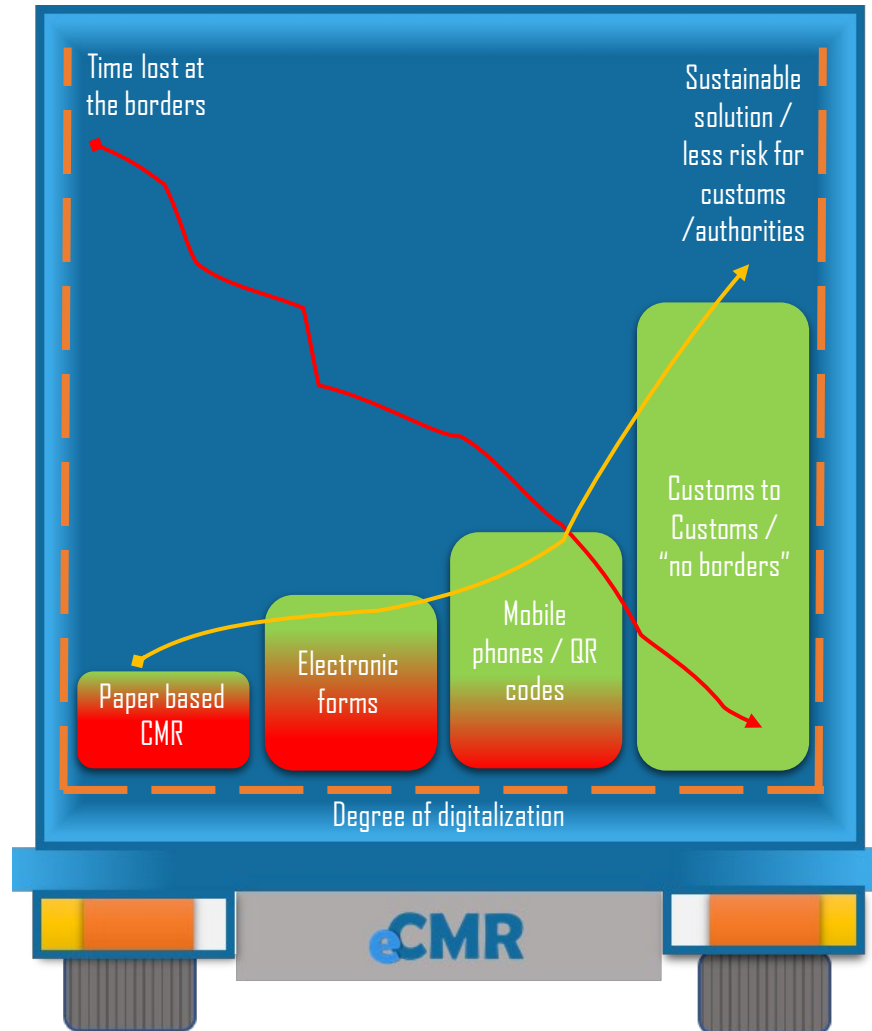 Time lost at
the borders
Sustainable
solution /
less risk for
customs
/authorities
Paper based
CMR
Electronic
forms
Mobile
phones / QR
codes
Customs to
Customs /
“no borders”
Degree of digitalization
eCMR